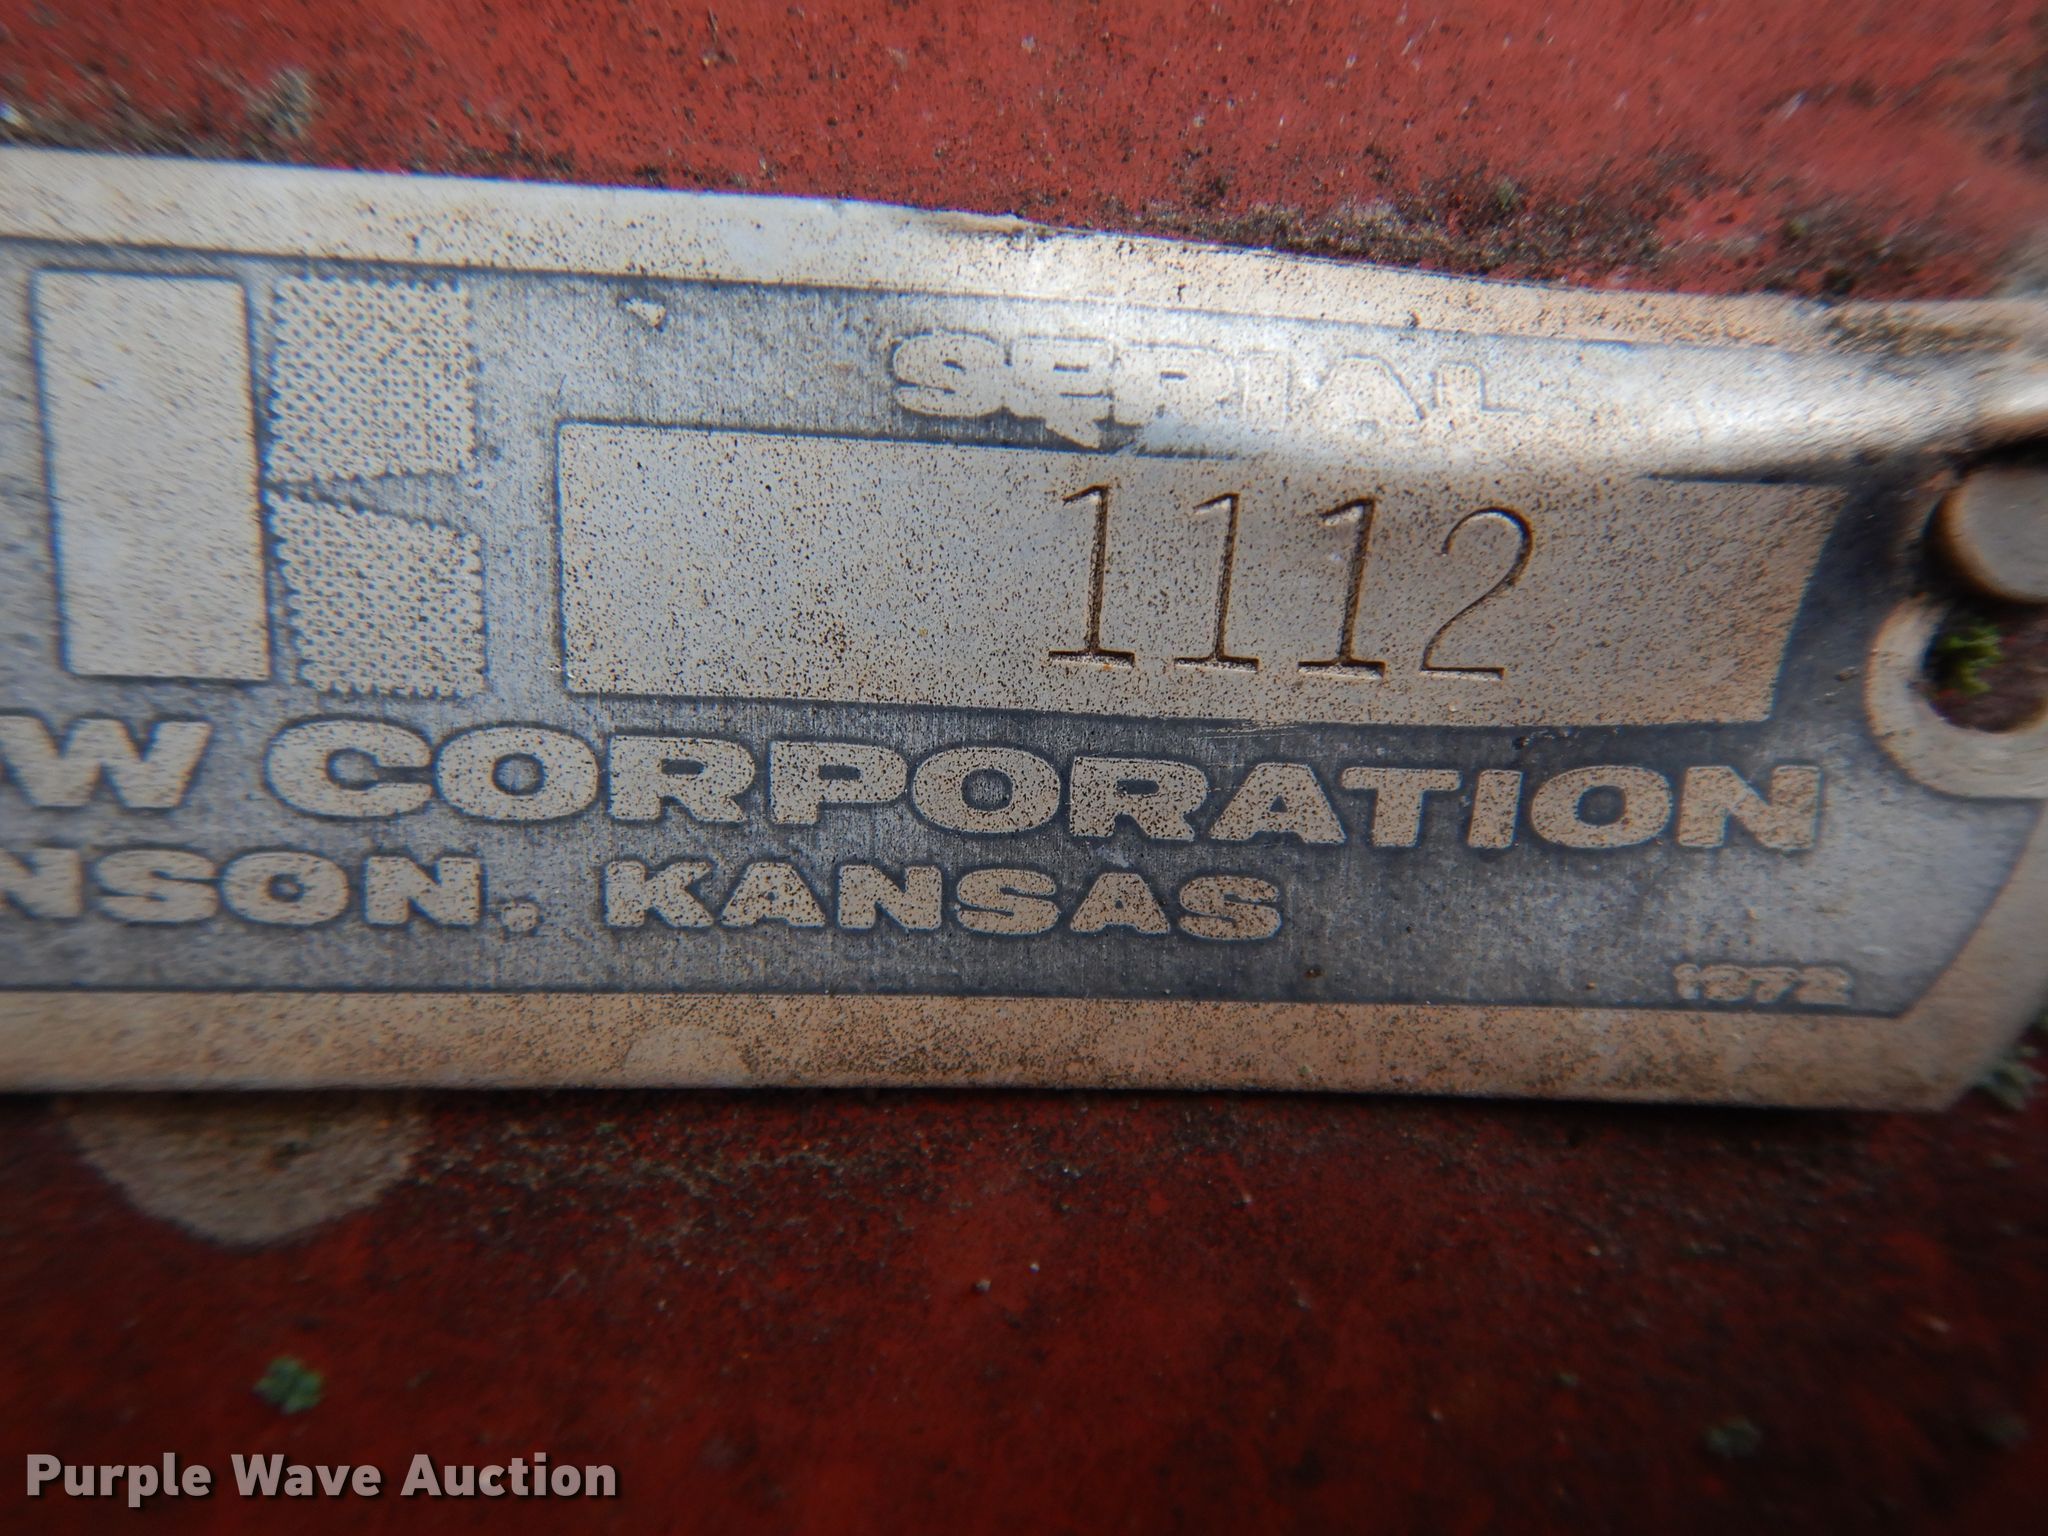 SERIAL
1112
W CORPORATION
NSON, KANSAS
1972
Purple Wave Auction